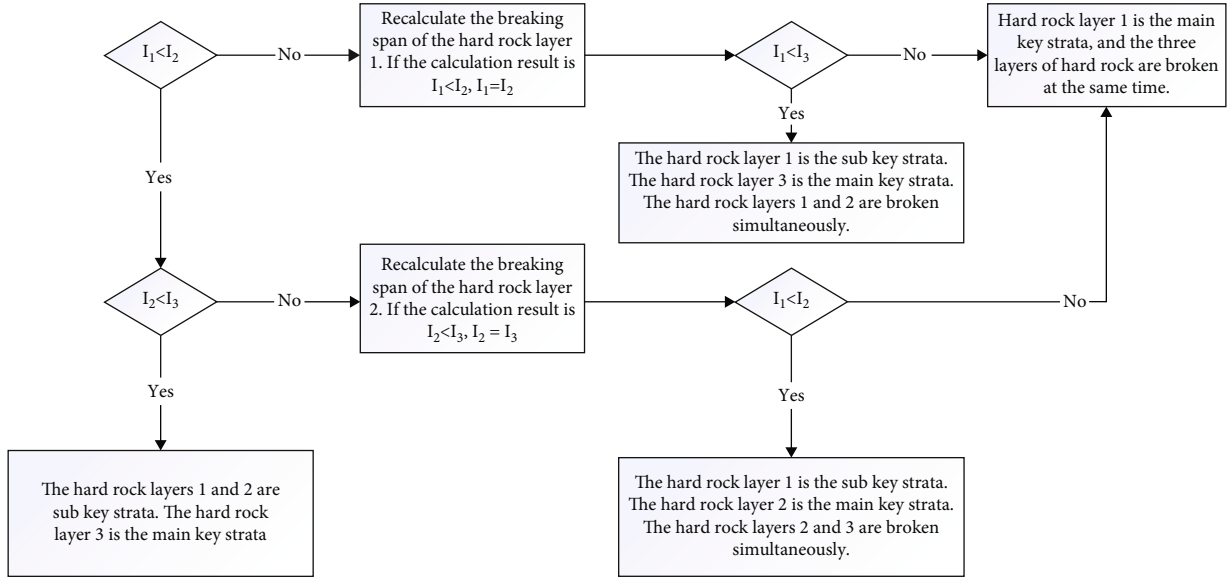 I₁<I₂
No
Recalculate the breaking
span of the hard rock layer
1. If the calculation result is
I₁<I₂, I₁=I₂
I₁<I₃
No
Hard rock layer 1 is the main
key strata, and the three
layers of hard rock are broken
at the same time.
Yes
The hard rock layer 1 is the sub key strata.
The hard rock layer 3 is the main key strata.
The hard rock layers 1 and 2 are broken
simultaneously.
Yes
I₂<I₃
No
Recalculate the breaking
span of the hard rock layer
2. If the calculation result is
I₂<I₃, I₂ = I₃
I₁<I₂
No
Yes
The hard rock layers 1 and 2 are
sub key strata. The hard rock
layer 3 is the main key strata
Yes
The hard rock layer 1 is the sub key strata.
The hard rock layer 2 is the main key strata.
The hard rock layers 2 and 3 are broken
simultaneously.